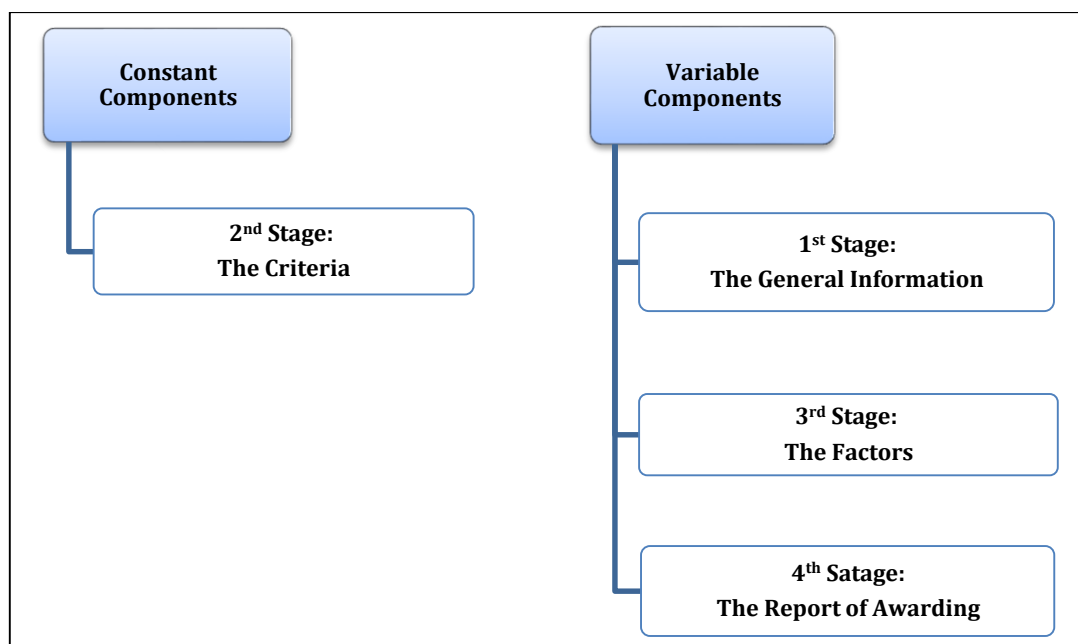 Constant
Components
2nd Stage:
The Criteria
Variable
Components
1st Stage:
The General Information
3rd Stage:
The Factors
4th Satage:
The Report of Awarding